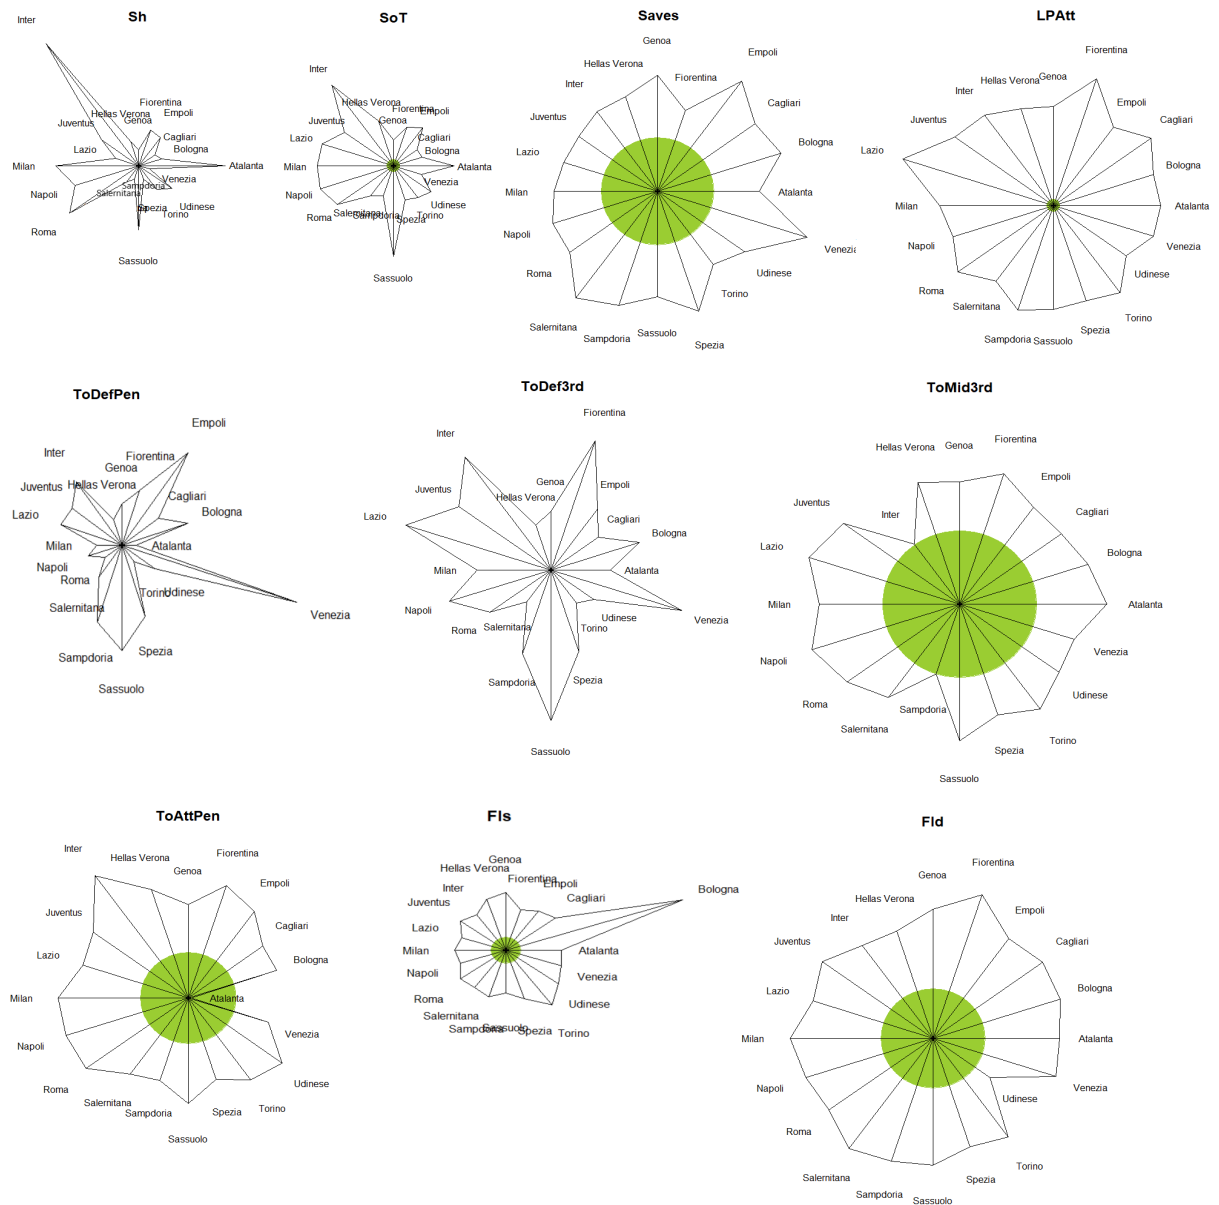 Sh
Inter
Fiorentina
Hellas Verona
Empoli
Genoa
Juventus
Cagliari
Lazio
Bologna
Milan
Atalanta
Venezia
Sampdoria
Napoli
Salernitana
Spezia
Udinese
Torino
Roma
Sassuolo
SoT
Inter
Hellas Verona
Fiorentina
Empoli
Juventus
Genoa
Lazio
Cagliari
Bologna
Milan
Atalanta
Venezia
Napoli
Udinese
Roma
Salernitana
Sampdoria
Spezia
Torino
Sassuolo
Saves
Genoa
Empoli
Hellas Verona
Fiorentina
Inter
Cagliari
Juventus
Bologna
Lazio
Milan
Atalanta
Napoli
Venezia
Roma
Udinese
Torino
Salernitana
Sampdoria
Sassuolo
Spezia
LPAtt
Fiorentina
Hellas Verona
Genoa
Inter
Empoli
Juventus
Cagliari
Lazio
Bologna
Milan
Atalanta
Napoli
Venezia
Roma
Udinese
Salernitana
Torino
Spezia
Sampdoria
Sassuolo
ToDefPen
Empoli
Inter
Fiorentina
Genoa
Juventus
Hellas Verona
Cagliari
Lazio
Bologna
Milan
Atalanta
Napoli
Roma
Torino
Udinese
Salernitana
Venezia
Sampdoria
Spezia
Sassuolo
ToDef3rd
Fiorentina
Inter
Genoa
Juventus
Hellas Verona
Empoli
Lazio
Cagliari
Bologna
Milan
Atalanta
Napoli
Venezia
Roma
Salernitana
Udinese
Torino
Sampdoria
Spezia
Sassuolo
ToMid3rd
Hellas Verona
Genoa
Fiorentina
Empoli
Juventus
Inter
Cagliari
Lazio
Bologna
Milan
Atalanta
Napoli
Venezia
Roma
Udinese
Salernitana
Sampdoria
Torino
Spezia
Sassuolo
ToAttPen
Inter
Hellas Verona
Fiorentina
Genoa
Empoli
Juventus
Cagliari
Lazio
Bologna
Milan
Atalanta
Napoli
Venezia
Roma
Udinese
Salernitana
Sampdoria
Spezia
Torino
Sassuolo
Fls
Genoa
Hellas Verona
Fiorentina
Empoli
Inter
Bologna
Juventus
Cagliari
Lazio
Milan
Atalanta
Napoli
Venezia
Roma
Udinese
Salernitana
Sampdoria
Sassuolo
Spezia
Torino
Fld
Fiorentina
Genoa
Hellas Verona
Empoli
Inter
Juventus
Cagliari
Lazio
Bologna
Milan
Atalanta
Napoli
Venezia
Roma
Udinese
Salernitana
Torino
Sampdoria
Spezia
Sassuolo